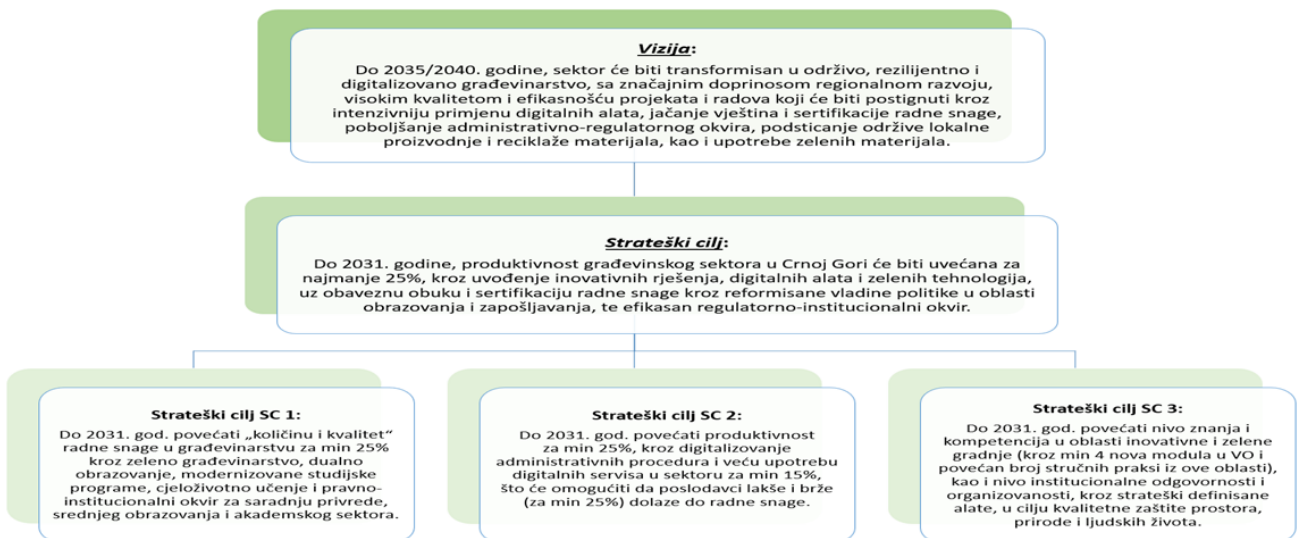 Vizija:
Do 2035/2040. godine, sektor će biti transformisan u održivo, rezilijentno i
digitalizovano građevinarstvo, sa značajnim doprinosom regionalnom razvoju,
visokim kvalitetom i efikasnošću projekata i radova koji će biti postignuti kroz
intenzivniju primjenu digitalnih alata, jačanje vještina i sertifikacije radne snage,
poboljšanje administrativno-regulatornog okvira, podsticanje održive lokalne
proizvodnje i reciklaže materijala, kao i upotrebe zelenih materijala.
Strateški cilj:
Do 2031. godine, produktivnost građevinskog sektora u Crnoj Gori će biti uvećana za
najmanje 25%, kroz uvođenje inovativnih rješenja, digitalnih alata i zelenih tehnologija,
uz obaveznu obuku i sertifikaciju radne snage kroz reformisane vladine politike u oblasti
obrazovanja i zapošljavanja, te efikasan regulatorno-institucionalni okvir.
Strateški cilj SC 1:
Do 2031. god. povećati „količinu i kvalitet“
radne snage u građevinarstvu za min 25%
kroz zeleno građevinarstvo, dualno
obrazovanje, modernizovane studijske
programe, cjeloživotno učenje i pravno-
institucionalni okvir za saradnju privrede,
srednjeg obrazovanja i akademskog sektora.
Strateški cilj SC 2:
Do 2031. god. povećati produktivnost
za min 25%, kroz digitalizovanje
administrativnih procedura i veću upotrebu
digitalnih servisa u sektoru za min 15%,
što će omogućiti da poslodavci lakše i brže
(za min 25%) dolaze do radne snage.
Strateški cilj SC 3:
Do 2031. god. povećati nivo znanja i
kompetencija u oblasti inovativne i zelene
gradnje (kroz min 4 nova modula u VO i
povećan broj stručnih praksi iz ove oblasti),
kao i nivo institucionalne odgovornosti i
organizovanosti, kroz strateški definisane
alate, u cilju kvalitetne zaštite prostora,
prirode i ljudskih života.